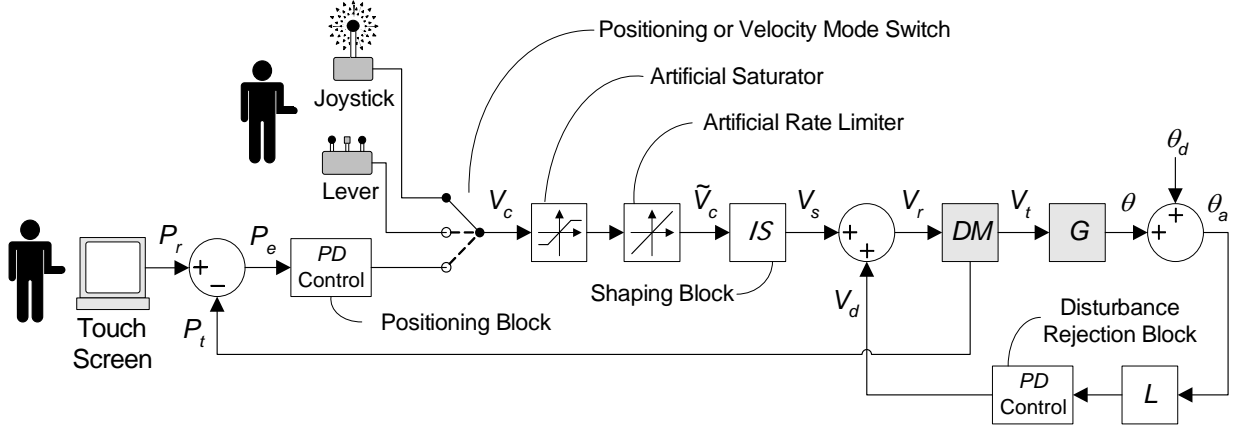 Positioning or Velocity Mode Switch
Joystick
Artificial Saturator
Artificial Rate Limiter
Lever
θd
Vc
Ṽc
Vs
Vr
Vt
θ
θa
Pr
Pe
IS
DM
G
+
+
+
+
+
−
PD
Control
Shaping Block
Vd
Positioning Block
Pt
Touch
Screen
Disturbance
Rejection Block
PD
Control
L